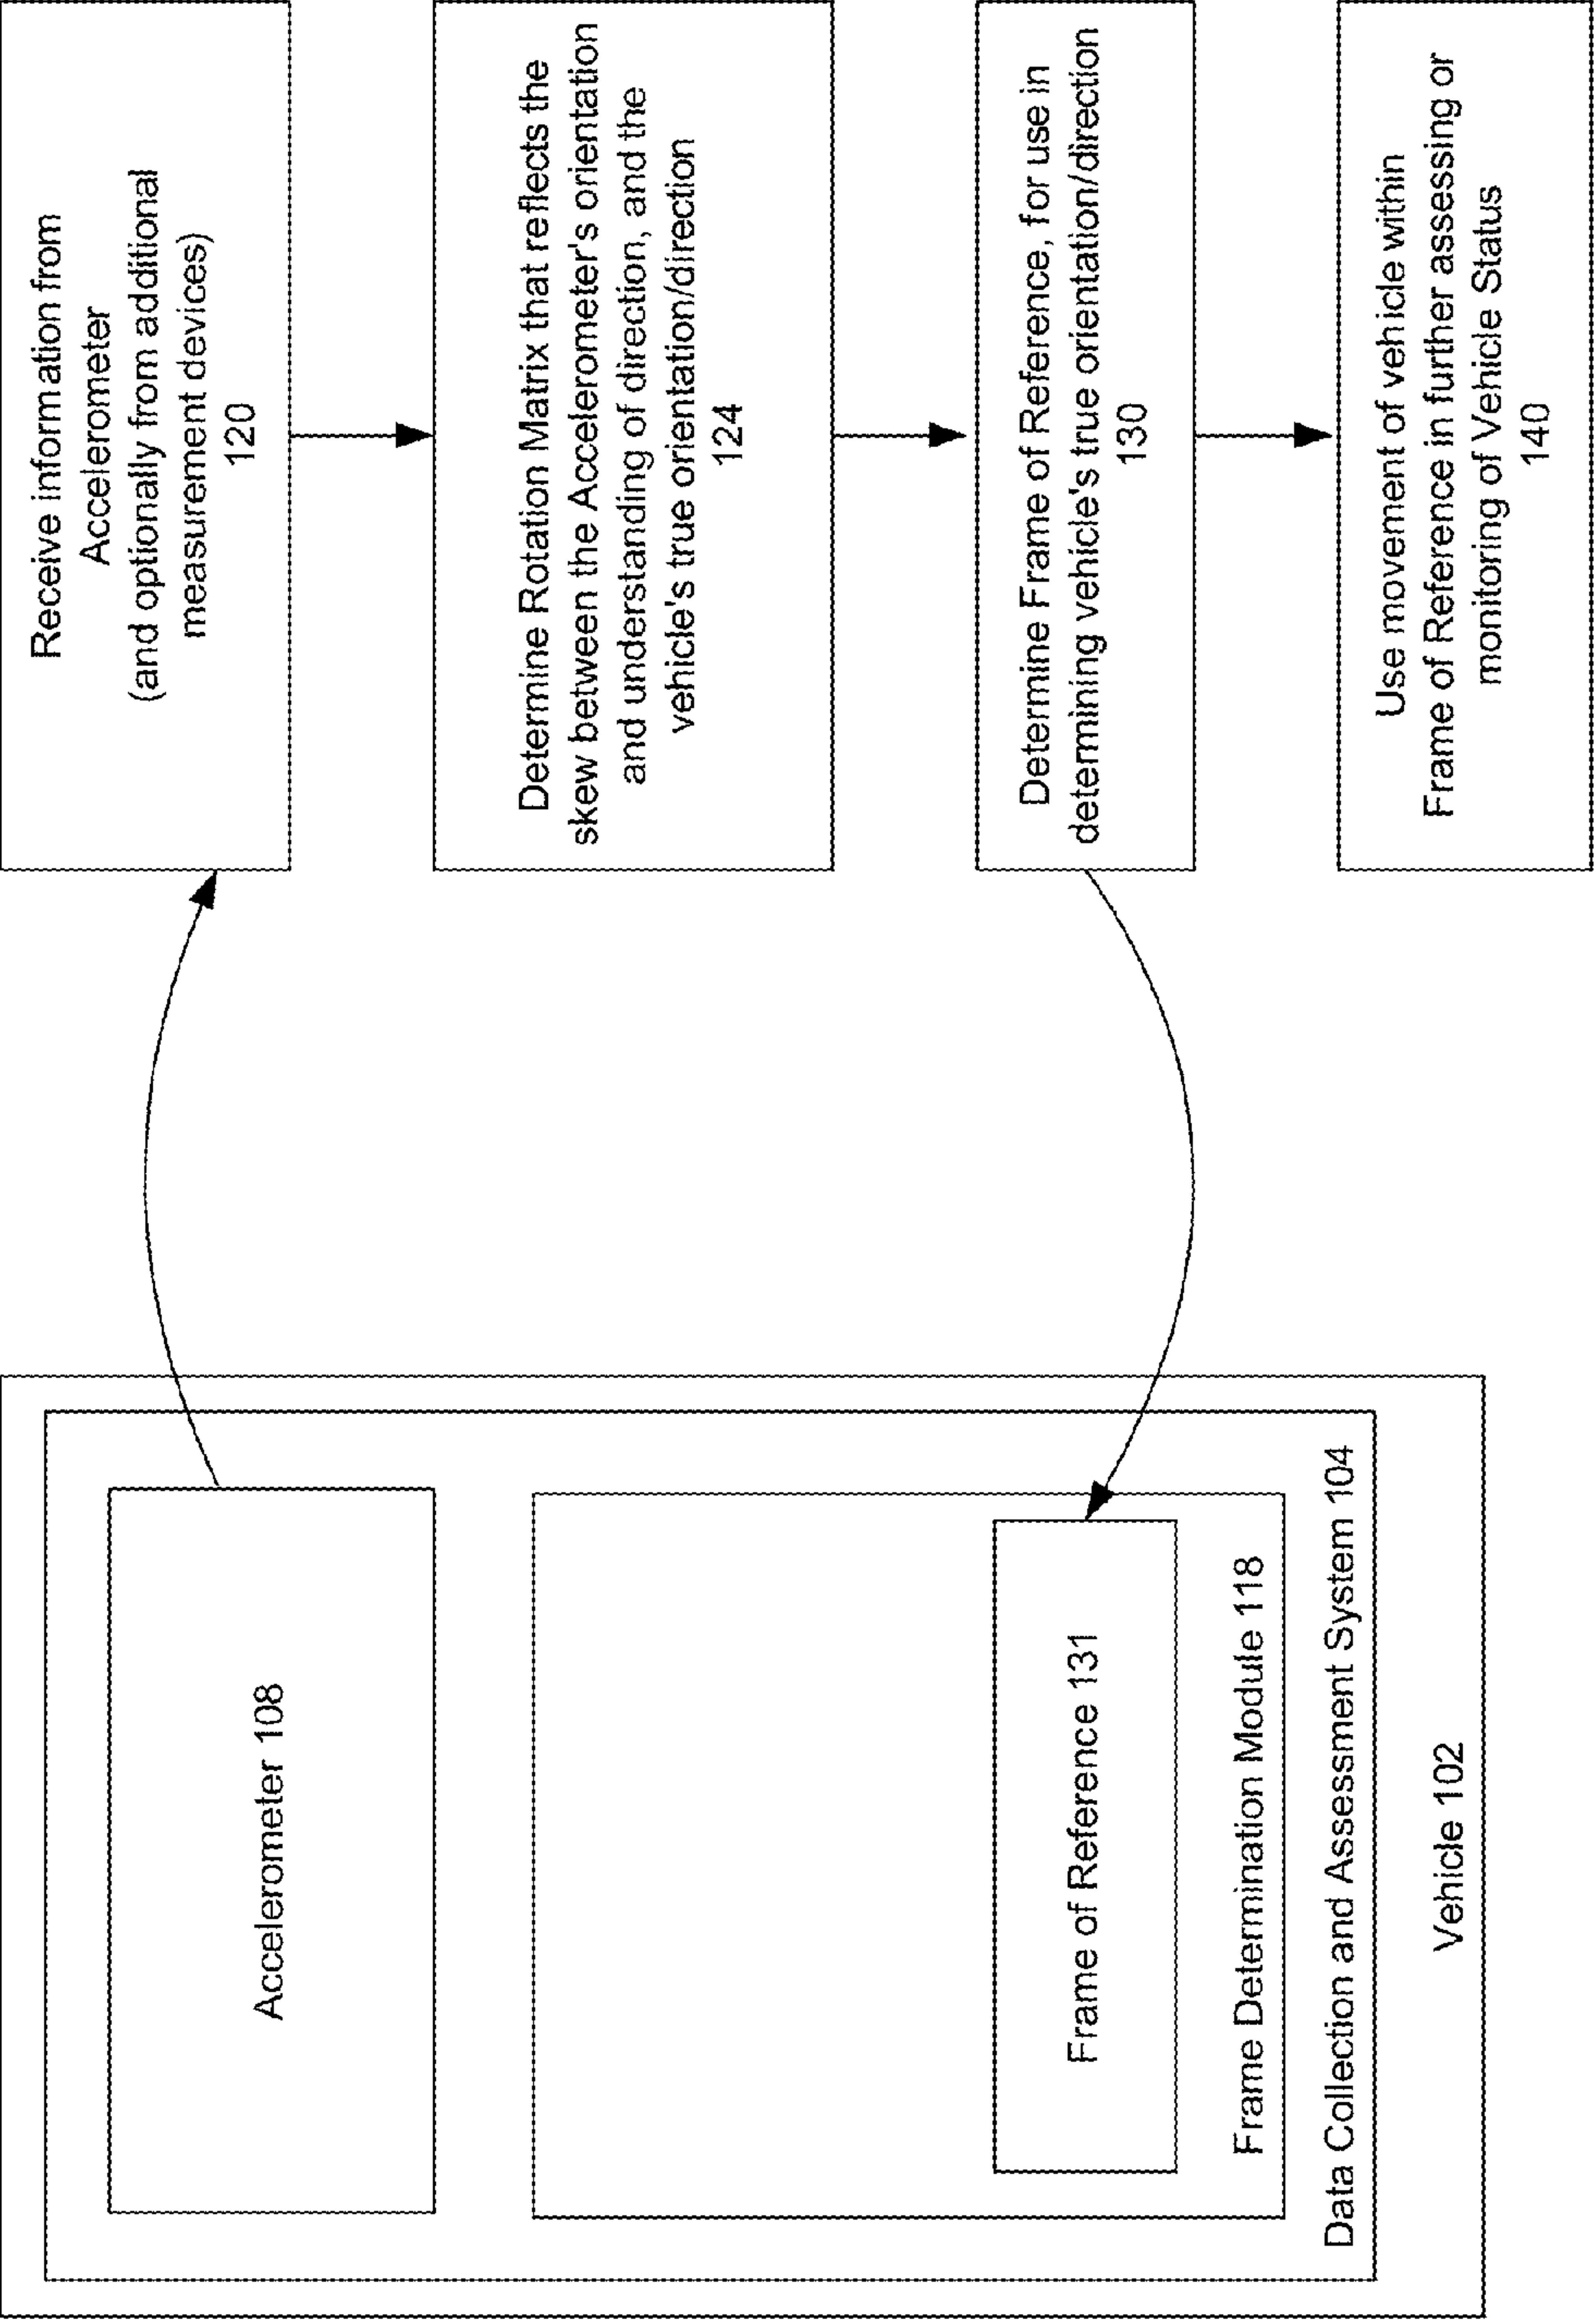 Accelerometer 108
Frame of Reference 131
Frame Determination Module 118
Data Collection and Assessment System 104
Vehicle 102
Receive information from
Accelerometer
(and optionally from additional
measurement devices)
120
Determine Rotation Matrix that reflects the
skew between the Accelerometer's orientation
and understanding of direction, and the
vehicle's true orientation/direction
124
Determine Frame of Reference, for use in
determining vehicle's true orientation/direction
130
Use movement of vehicle within
Frame of Reference in further assessing or
monitoring of Vehicle Status
140